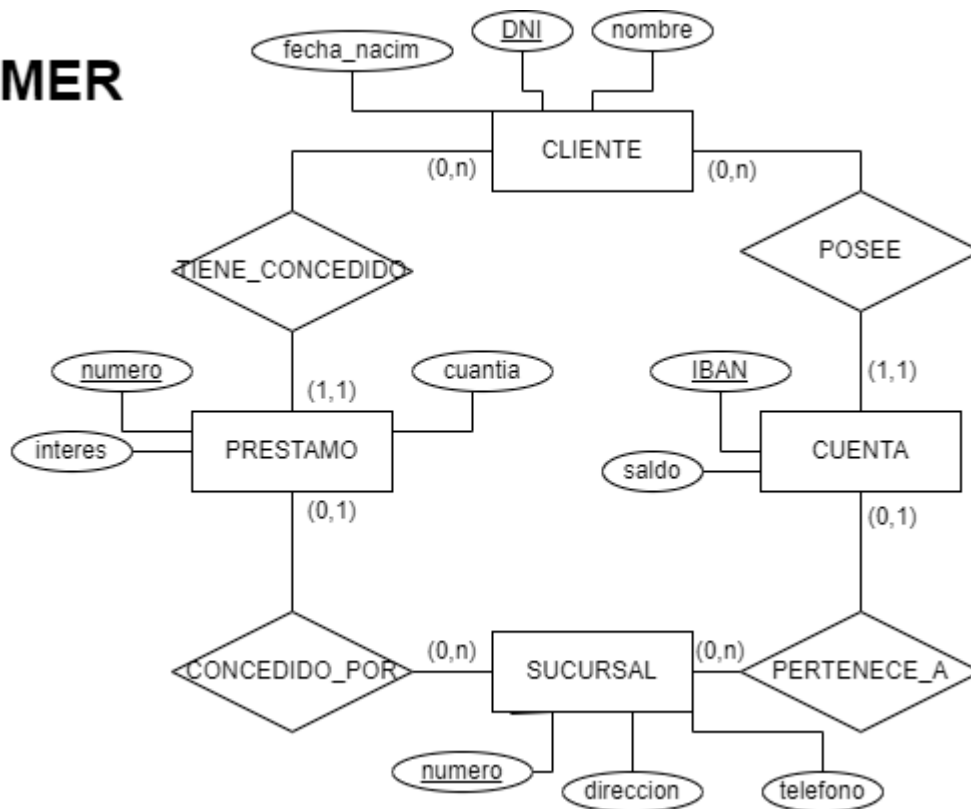 MER
fecha_nacim
DNI
nombre
CLIENTE
(0,n)
(0,n)
TIENE_CONCEDIDO
POSEE
numero
cuantia
IBAN
(1,1)
(1,1)
interes
PRESTAMO
saldo
CUENTA
(0,1)
(0,1)
CONCEDIDO_POR
(0,n)
SUCURSAL
(0,n)
PERTENECE_A
numero
direccion
telefono